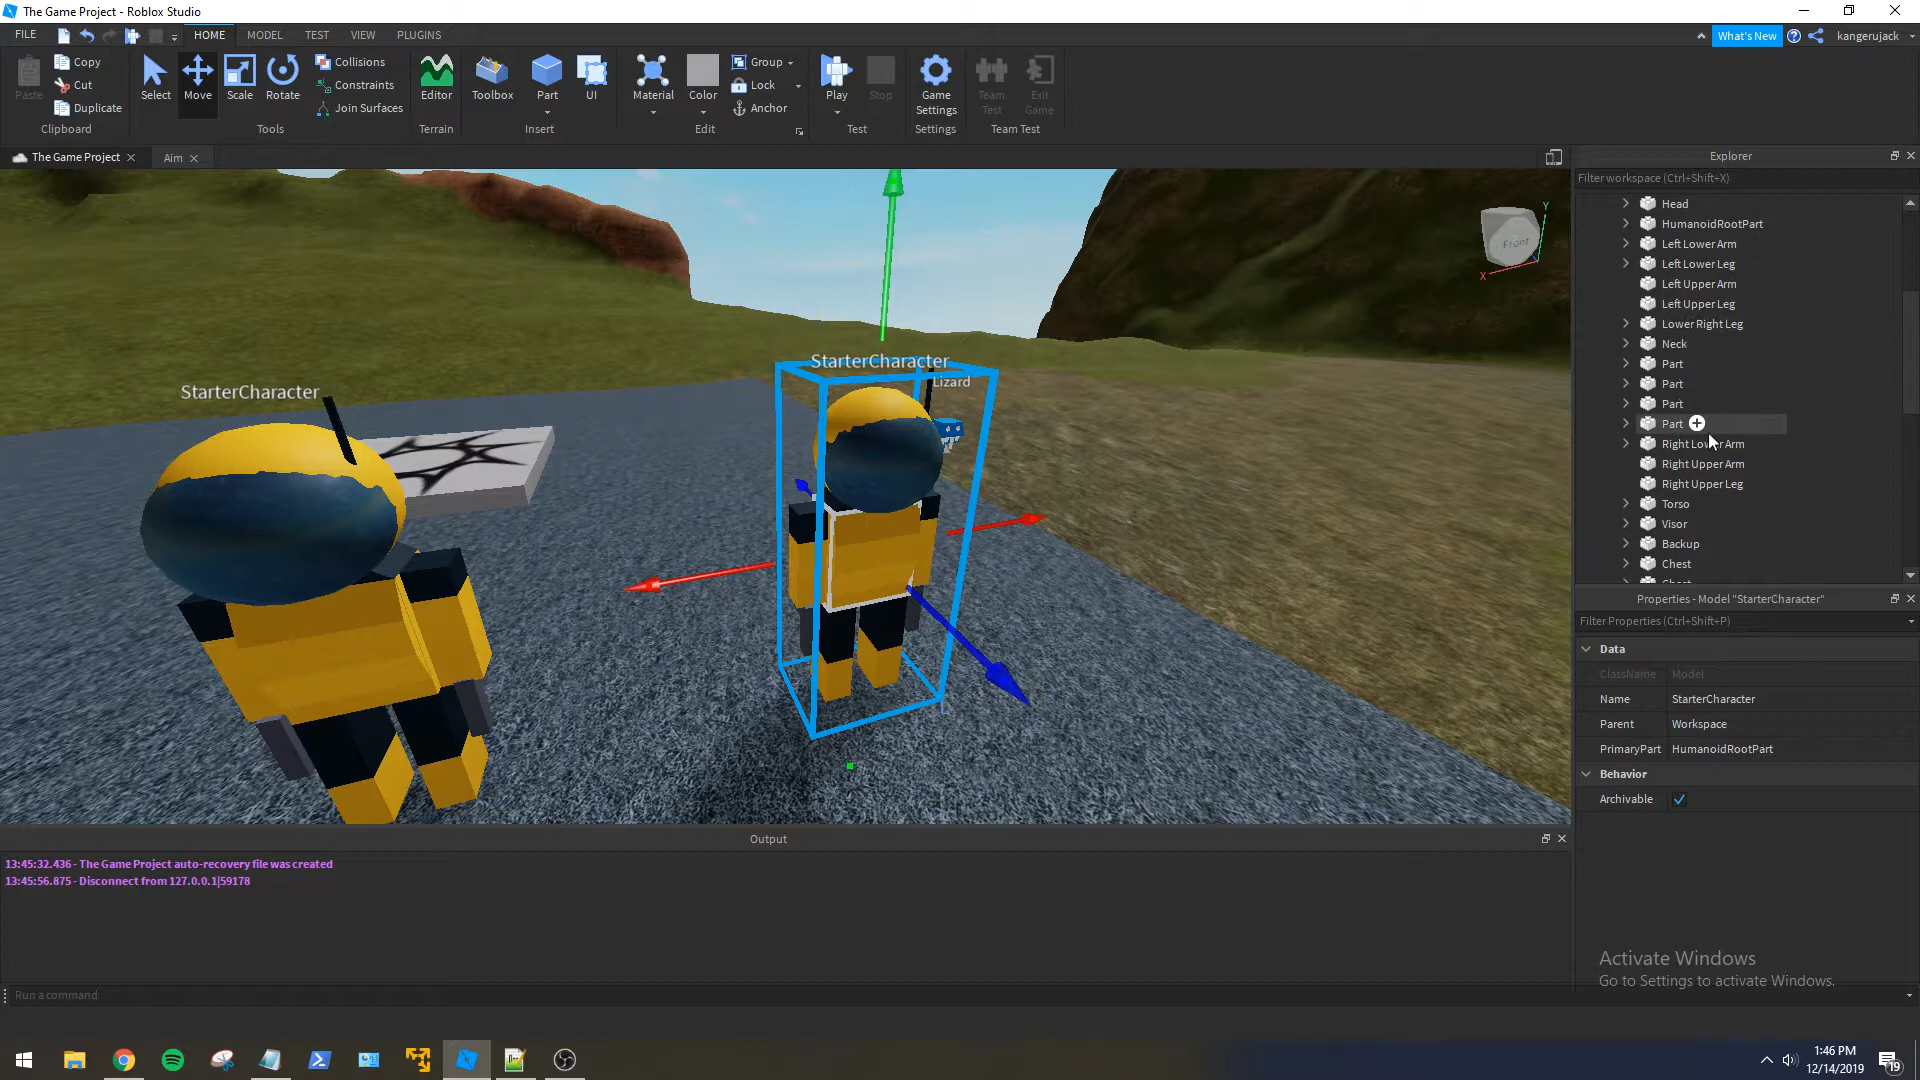 The Game Project - Roblox Studio
FILE
HOME
MODEL
TEST
VIEW
PLUGINS
What's New
kangerujack
Paste
Copy
Cut
Duplicate
Clipboard
Select
Move
Scale
Rotate
Collisions
Constraints
Join Surfaces
Tools
Editor
Terrain
Toolbox
Part
UI
Insert
Material
Color
Group
Lock
Anchor
Edit
Play
Stop
Test
Game
Settings
Settings
Team
Test
Exit
Game
Team Test
The Game Project
Aim
StarterCharacter
StarterCharacter
Lizard
Front
Y
X
Explorer
Filter workspace (Ctrl+Shift+X)
Head
HumanoidRootPart
Left Lower Arm
Left Lower Leg
Left Upper Arm
Left Upper Leg
Lower Right Leg
Neck
Part
Part
Part
Part
Right Lower Arm
Right Upper Arm
Right Upper Leg
Torso
Visor
Backup
Chest
Properties - Model "StarterCharacter"
Filter Properties (Ctrl+Shift+P)
Data
ClassName Model
Name StarterCharacter
Parent Workspace
PrimaryPart HumanoidRootPart
Behavior
Archivable
Output
13:45:32.436 - The Game Project auto-recovery file was created
13:45:56.875 - Disconnect from 127.0.0.1|59178
Run a command
Activate Windows
Go to Settings to activate Windows.
1:46 PM
12/14/2019
19